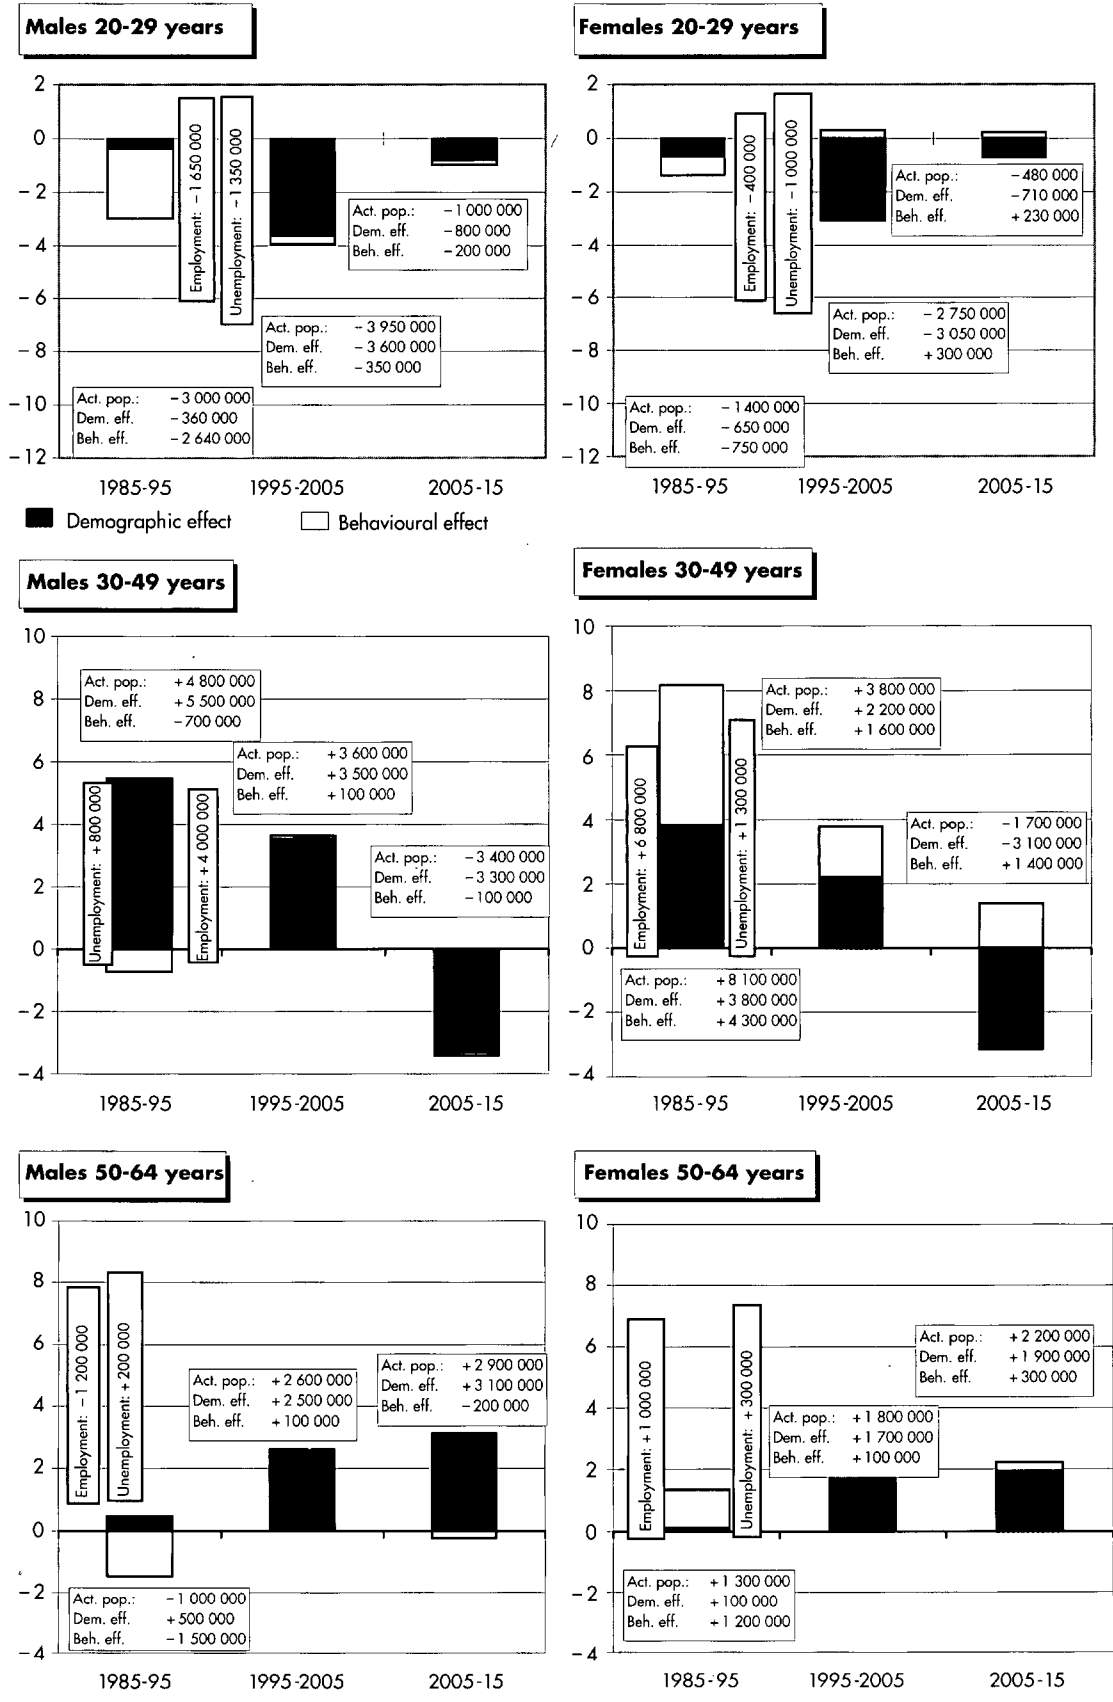 Males 20-29 years
2
0
−2
−4
−6
−8
−10
−12
Employment: −1 650 000
Unemployment: −1 350 000
Act. pop.: −1 000 000
Dem. eff. −800 000
Beh. eff. −200 000
Act. pop.: −3 950 000
Dem. eff. −3 600 000
Beh. eff. −350 000
Act. pop.: −3 000 000
Dem. eff. −360 000
Beh. eff. −2 640 000
1985-95 1995-2005 2005-15
Females 20-29 years
2
0
−2
−4
−6
−8
−10
−12
Employment: −400 000
Unemployment: −1 000 000
Act. pop.: −480 000
Dem. eff. −710 000
Beh. eff. +230 000
Act. pop.: −2 750 000
Dem. eff. −3 050 000
Beh. eff. +300 000
Act. pop.: −1 400 000
Dem. eff. −650 000
Beh. eff. −750 000
1985-95 1995-2005 2005-15
Demographic effect Behavioural effect
Males 30-49 years
10
8
6
4
2
0
−2
−4
Act. pop.: +4 800 000
Dem. eff. +5 500 000
Beh. eff. −700 000
Act. pop.: +3 600 000
Dem. eff. +3 500 000
Beh. eff. +100 000
Unemployment: +800 000
Employment: +4 000 000
Act. pop.: −3 400 000
Dem. eff. −3 300 000
Beh. eff. −100 000
1985-95 1995-2005 2005-15
Females 30-49 years
10
8
6
4
2
0
−2
−4
Act. pop.: +3 800 000
Dem. eff. +2 200 000
Beh. eff. +1 600 000
Employment: +6 800 000
Unemployment: +1 300 000
Act. pop.: −1 700 000
Dem. eff. −3 100 000
Beh. eff. +1 400 000
Act. pop.: +8 100 000
Dem. eff. +3 800 000
Beh. eff. +4 300 000
1985-95 1995-2005 2005-15
Males 50-64 years
10
8
6
4
2
0
−2
−4
Employment: −1 200 000
Unemployment: +200 000
Act. pop.: +2 600 000
Dem. eff. +2 500 000
Beh. eff. +100 000
Act. pop.: +2 900 000
Dem. eff. +3 100 000
Beh. eff. −200 000
Act. pop.: −1 000 000
Dem. eff. +500 000
Beh. eff. −1 500 000
1985-95 1995-2005 2005-15
Females 50-64 years
10
8
6
4
2
0
−2
−4
Employment: +1 000 000
Unemployment: +300 000
Act. pop.: +2 200 000
Dem. eff. +1 900 000
Beh. eff. +300 000
Act. pop.: +1 800 000
Dem. eff. +1 700 000
Beh. eff. +100 000
Act. pop.: +1 300 000
Dem. eff. +100 000
Beh. eff. +1 200 000
1985-95 1995-2005 2005-15